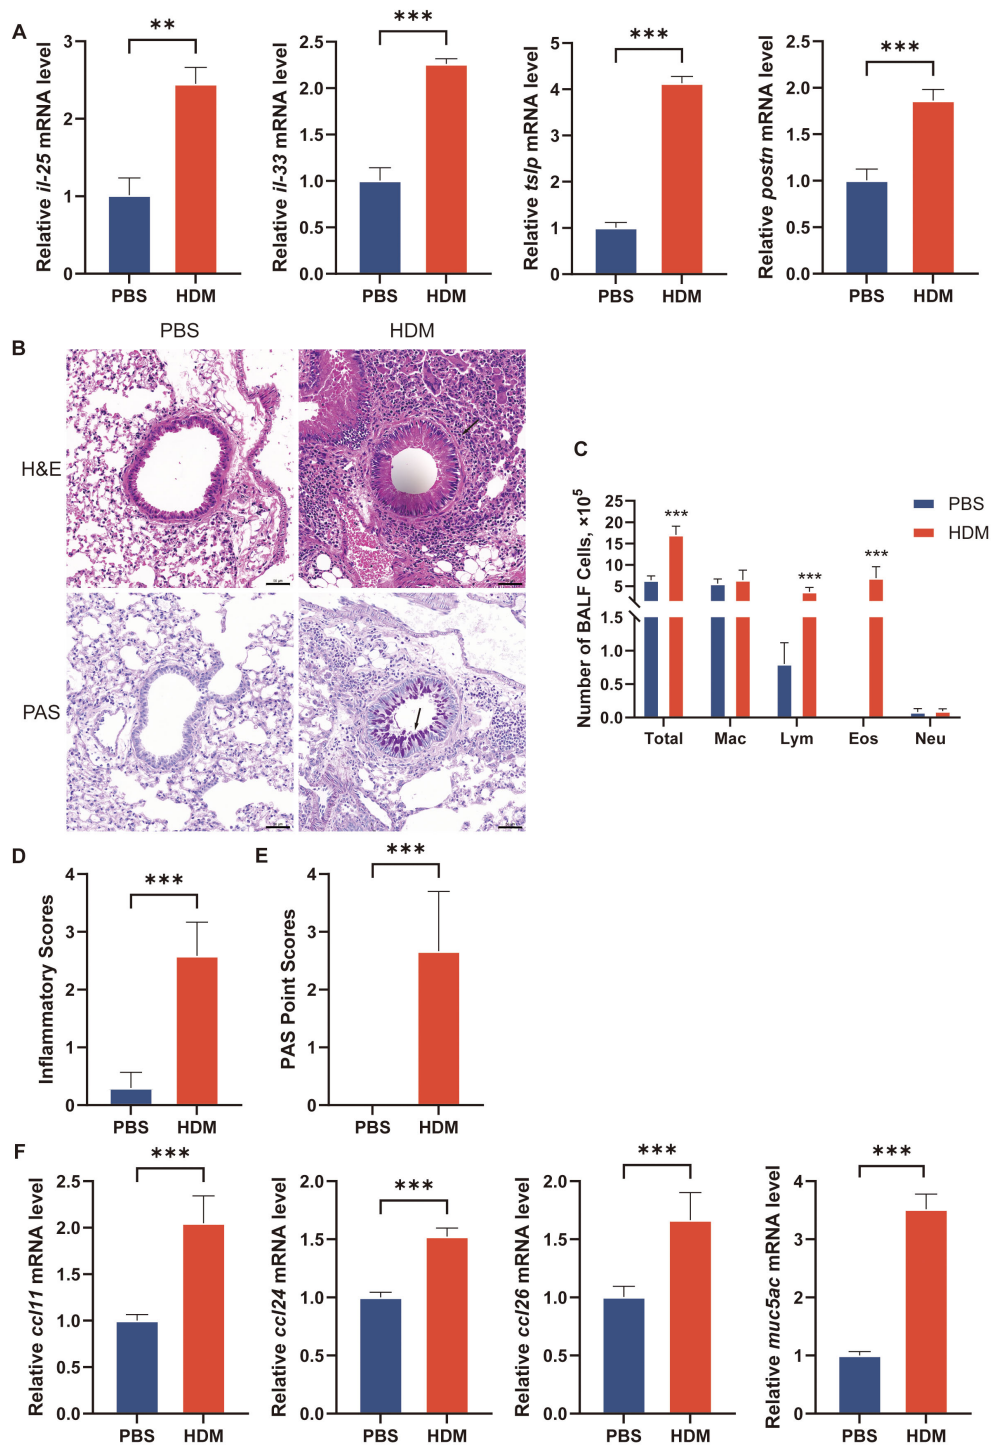 A
Relative il-25 mRNA level
3
2
1
0
**
PBS HDM
Relative il-33 mRNA level
2.5
2.0
1.5
1.0
0.5
0.0
***
PBS HDM
Relative tslp mRNA level
5
4
3
2
1
0
***
PBS HDM
Relative postn mRNA level
2.5
2.0
1.5
1.0
0.5
0.0
***
PBS HDM
B
PBS HDM
H&E
PAS
C
Number of BALF Cells, ×10⁵
25
20
15
10
5
1.5
1.0
0.5
0.0
***
***
***
Total Mac Lym Eos Neu
PBS
HDM
D
Inflammatory Scores
4
3
2
1
0
***
PBS HDM
E
PAS Point Scores
4
3
2
1
0
***
PBS HDM
F
Relative ccl11 mRNA level
2.5
2.0
1.5
1.0
0.5
0.0
***
PBS HDM
Relative ccl24 mRNA level
2.0
1.5
1.0
0.5
0.0
***
PBS HDM
Relative ccl26 mRNA level
2.0
1.5
1.0
0.5
0.0
***
PBS HDM
Relative muc5ac mRNA level
4
3
2
1
0
***
PBS HDM